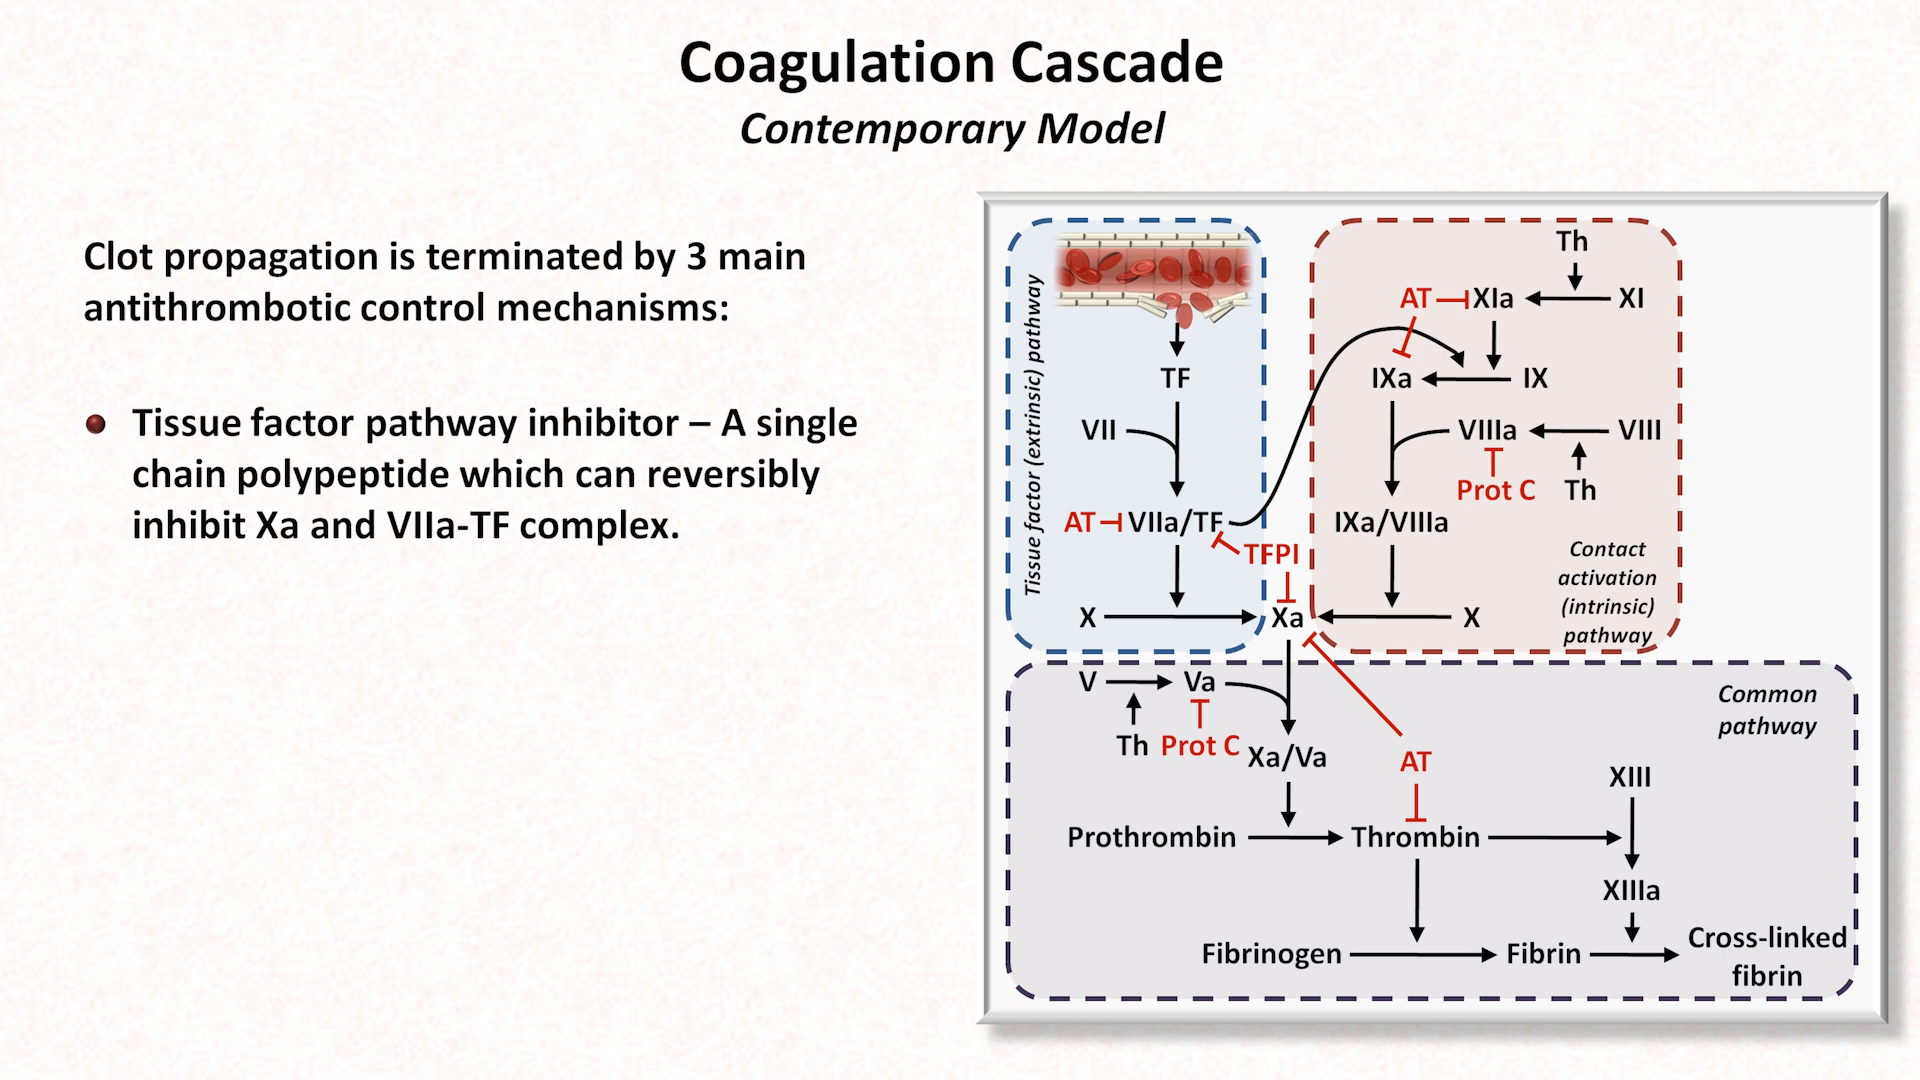 Coagulation Cascade
Contemporary Model
Clot propagation is terminated by 3 main
antithrombotic control mechanisms:
Tissue factor pathway inhibitor – A single
chain polypeptide which can reversibly
inhibit Xa and VIIa-TF complex.
Tissue factor (extrinsic) pathway
TF
VII
AT VIIa/TF
TFPI
X Xa X
Th
AT XIa XI
IXa IX
VIIIa VIII
Prot C Th
IXa/VIIIa
Contact
activation
(intrinsic)
pathway
V Va
Th Prot C Xa/Va
Common
pathway
AT
XIII
Prothrombin Thrombin
XIIIa
Fibrinogen Fibrin Cross-linked
fibrin